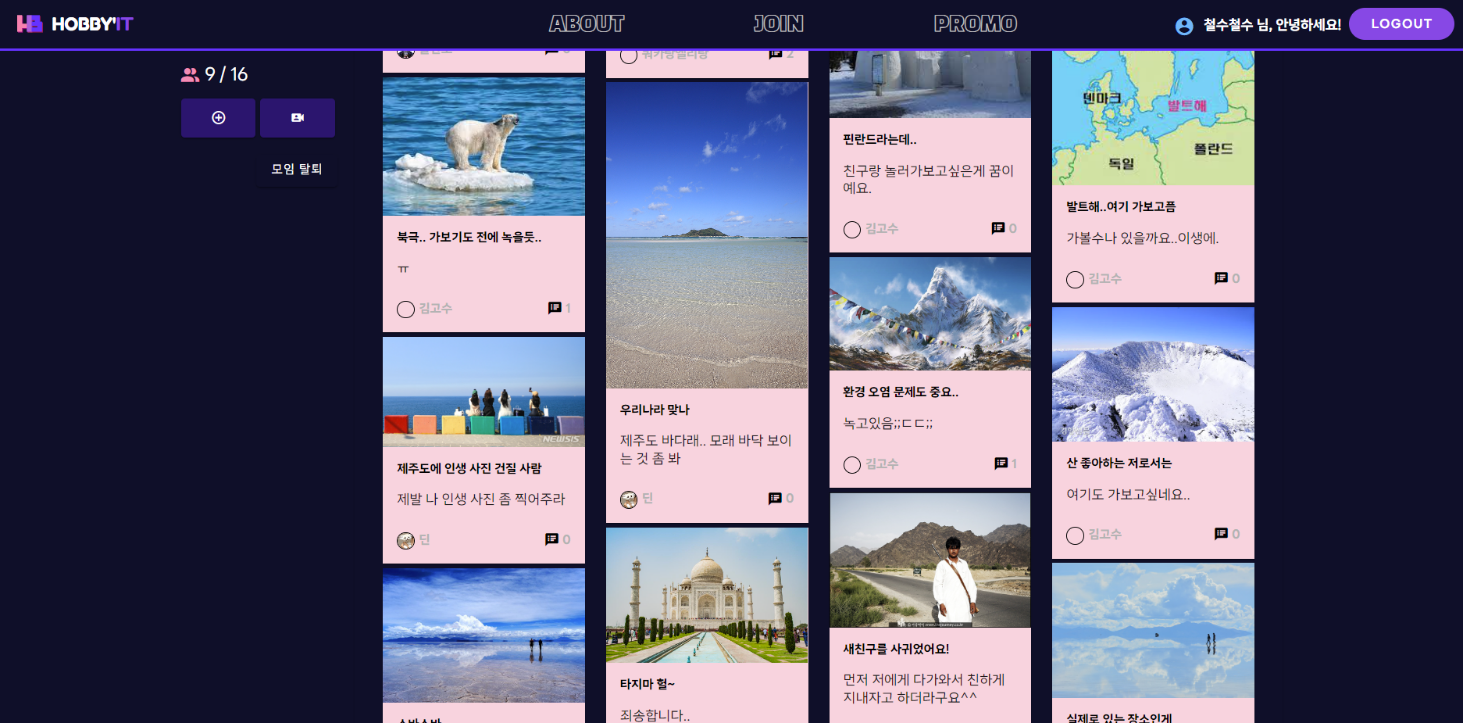 HOBBY'IT
ABOUT
JOIN
PROMO
철수철수 님, 안녕하세요!
LOGOUT
9 / 16
모임 탈퇴
북극.. 가보기도 전에 녹을듯..
ㅠ
김고수
1
제주도에 인생 사진 건질 사람
제발 나 인생 사진 좀 찍어주라
NEWSIS
딘
0
2
우리나라 맞나
제주도 바다래.. 모래 바닥 보이
는 것 좀 봐
딘
0
타지마 헐~
죄송합니다..
핀란드라는데..
친구랑 놀러가보고싶은게 꿈이
예요.
김고수
0
환경 오염 문제도 중요..
녹고있음;;ㄷㄷ;;
김고수
1
새친구를 사귀었어요!
먼저 저에게 다가와서 친하게
지내자고 하더라구요^^
덴마크
발트해
독일
폴란드
발트해..여기 가보고픔
가볼수나 있을까요..이생에.
김고수
0
산 좋아하는 저로서는
여기도 가보고싶네요..
김고수
0
실제로 있는 장소인게